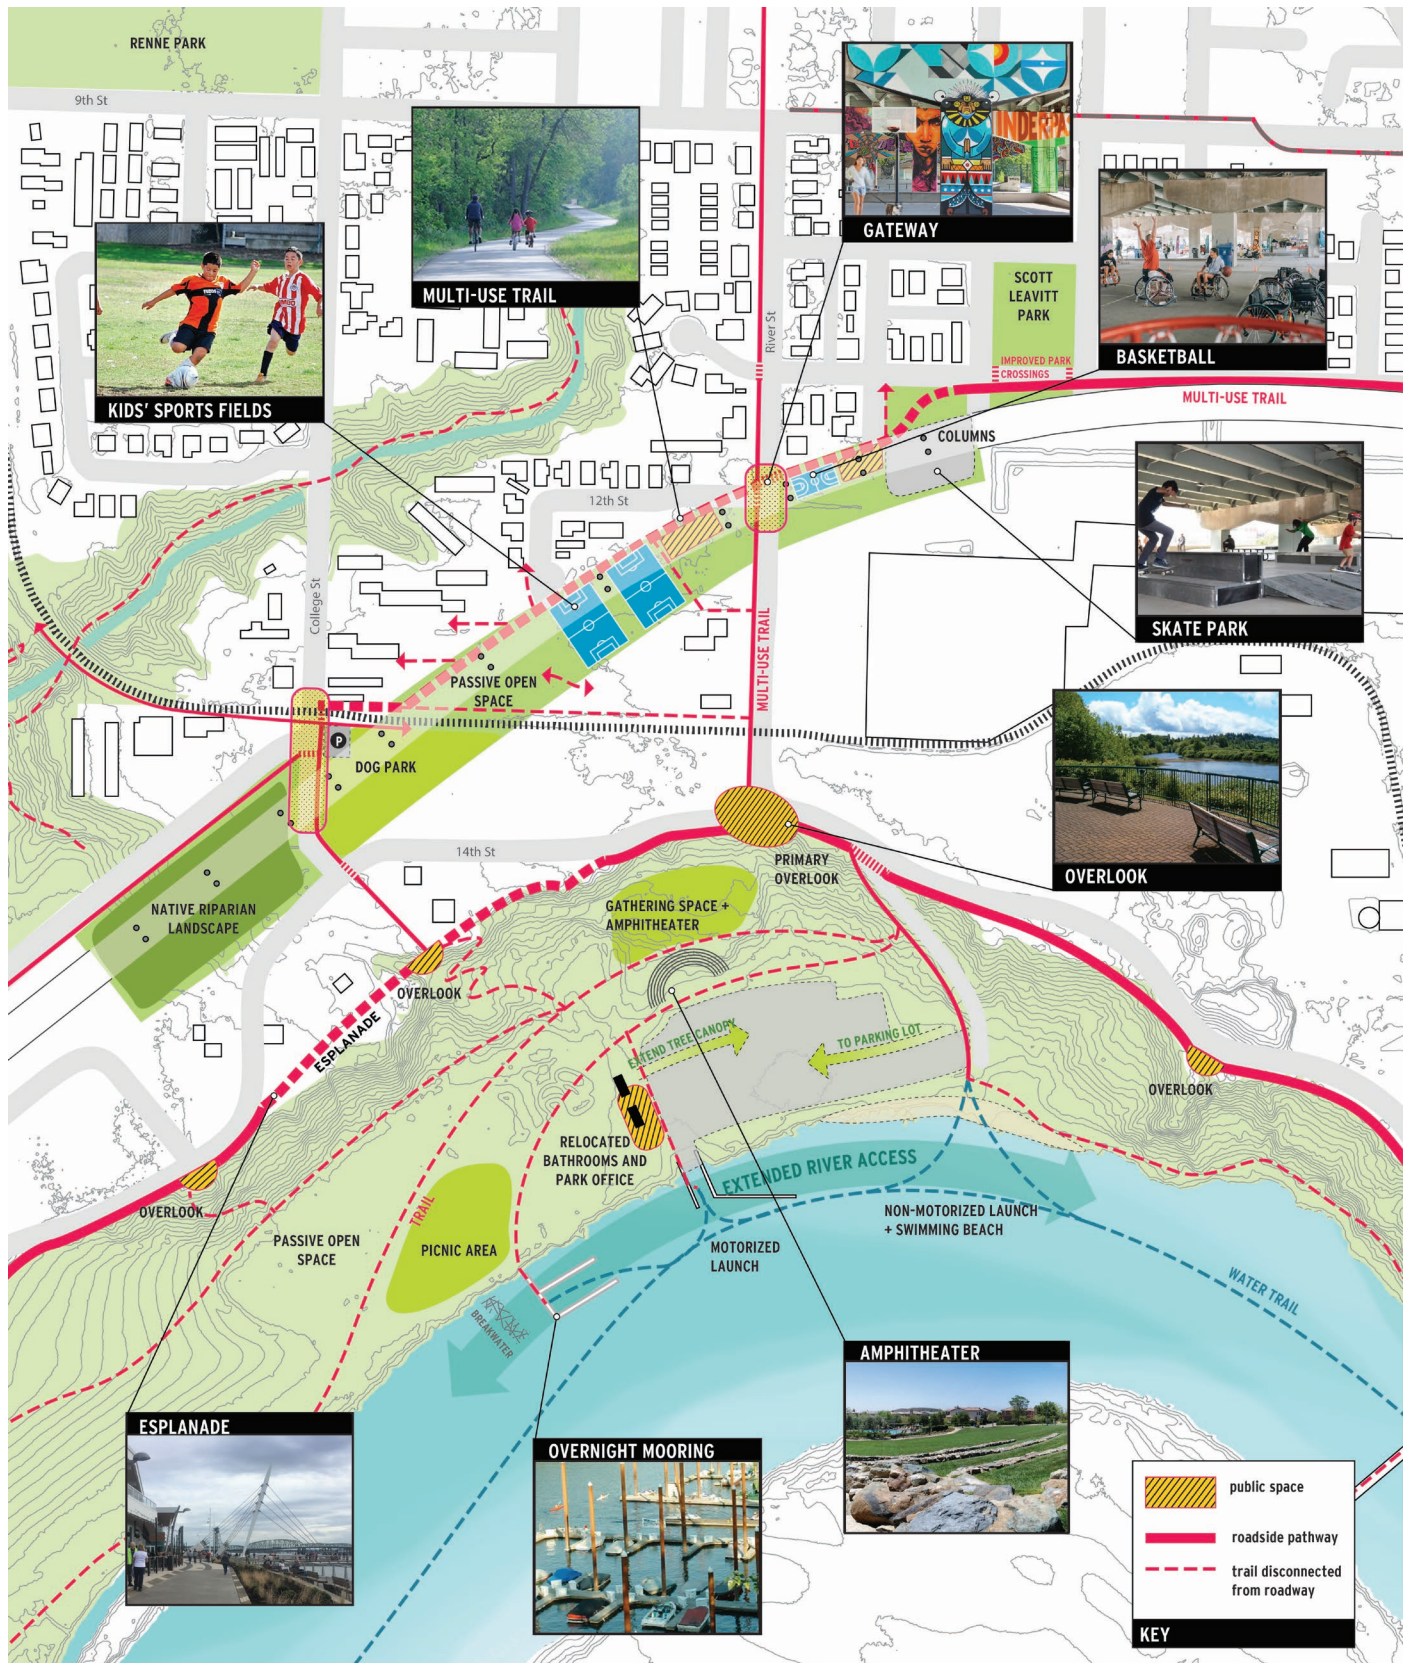 RENNE PARK
9th St
MULTI-USE TRAIL
INDERPA
GATEWAY
KIDS' SPORTS FIELDS
River St
SCOTT
LEAVITT
PARK
BASKETBALL
IMPROVED PARK
CROSSINGS
MULTI-USE TRAIL
COLUMNS
12th St
SKATE PARK
College St
MULTI-USE TRAIL
PASSIVE OPEN
SPACE
P
DOG PARK
14th St
PRIMARY
OVERLOOK
OVERLOOK
NATIVE RIPARIAN
LANDSCAPE
GATHERING SPACE +
AMPHITHEATER
OVERLOOK
ESPLANADE
EXTEND TREE CANOPY
TO PARKING LOT
OVERLOOK
RELOCATED
BATHROOMS AND
PARK OFFICE
EXTENDED RIVER ACCESS
OVERLOOK
TRAIL
PASSIVE OPEN
SPACE
PICNIC AREA
NON-MOTORIZED LAUNCH
+ SWIMMING BEACH
MOTORIZED
LAUNCH
WATER TRAIL
BREAKWATER
AMPHITHEATER
ESPLANADE
OVERNIGHT MOORING
public space
roadside pathway
trail disconnected
from roadway
KEY